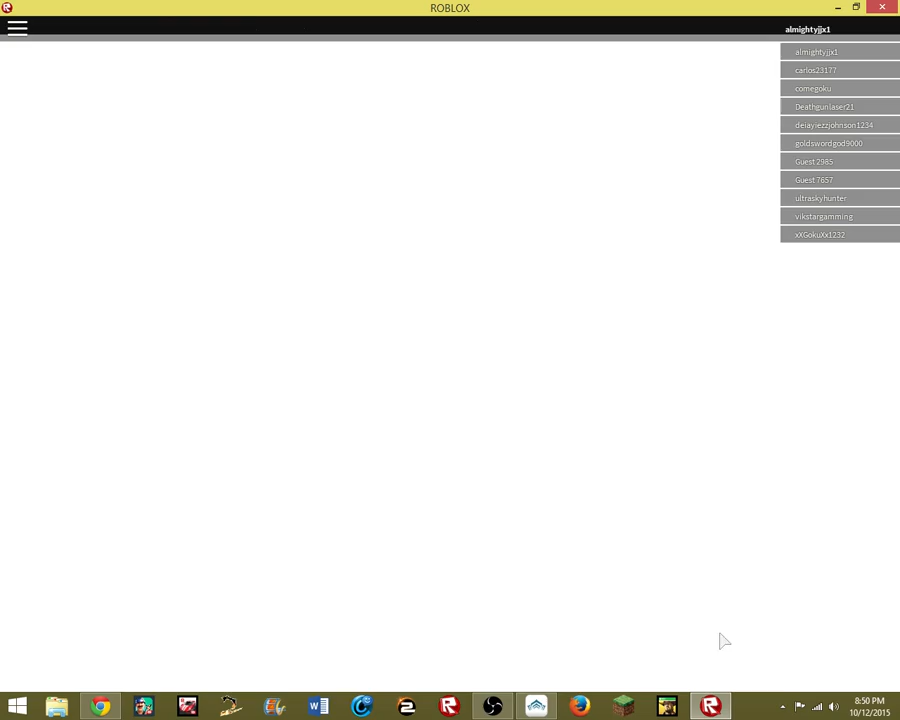 ROBLOX
almightyjjx1
almightyjjx1
carlos23177
comegoku
Deathgunlaser21
deiayiezzjohnson1234
goldswordgod9000
Guest 2985
Guest 7657
ultraskyhunter
vikstargamming
xXGokuXx1232
8:50 PM
10/12/2015